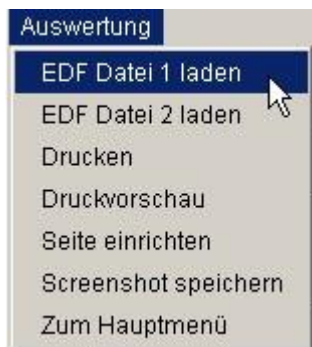 Auswertung
EDF Datei 1 laden
EDF Datei 2 laden
Drucken
Druckvorschau
Seite einrichten
Screenshot speichern
Zum Hauptmenü